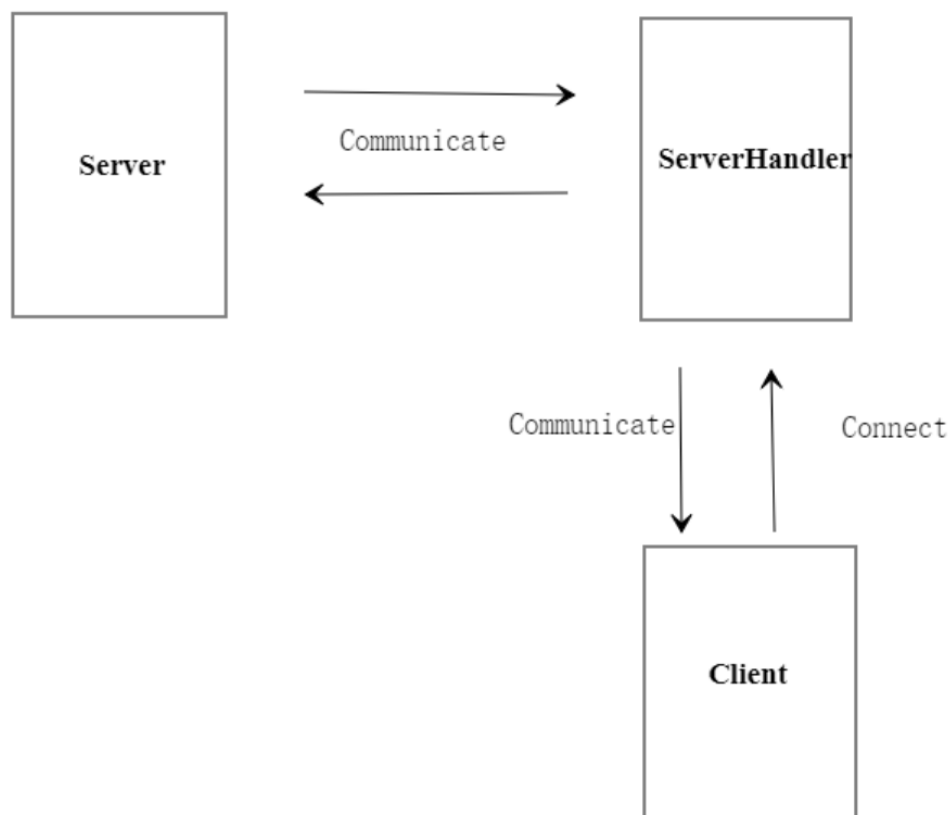 Server
Communicate
ServerHandler
Communicate
Connect
Client